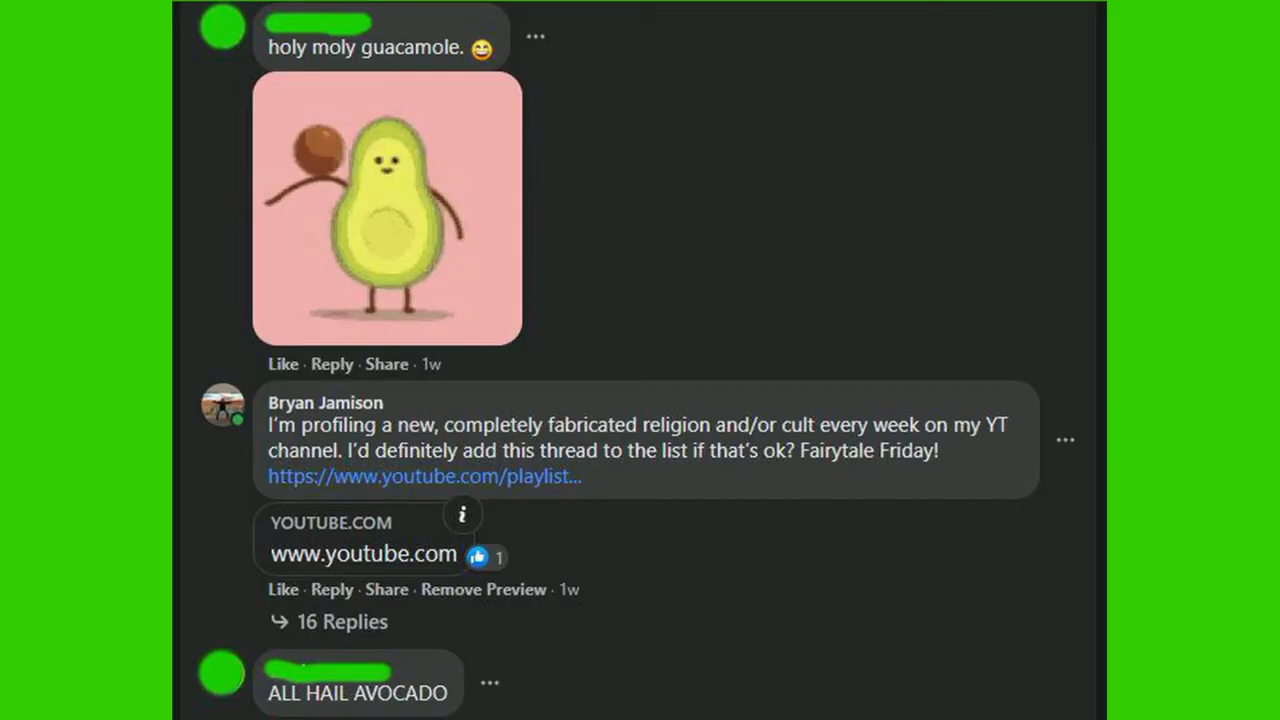 holy moly guacamole. 😄
Like · Reply · Share · 1w
Bryan Jamison
I'm profiling a new, completely fabricated religion and/or cult every week on my YT
channel. I'd definitely add this thread to the list if that's ok? Fairytale Friday!
https://www.youtube.com/playlist...
YOUTUBE.COM
i
www.youtube.com
1
Like · Reply · Share · Remove Preview · 1w
16 Replies
ALL HAIL AVOCADO